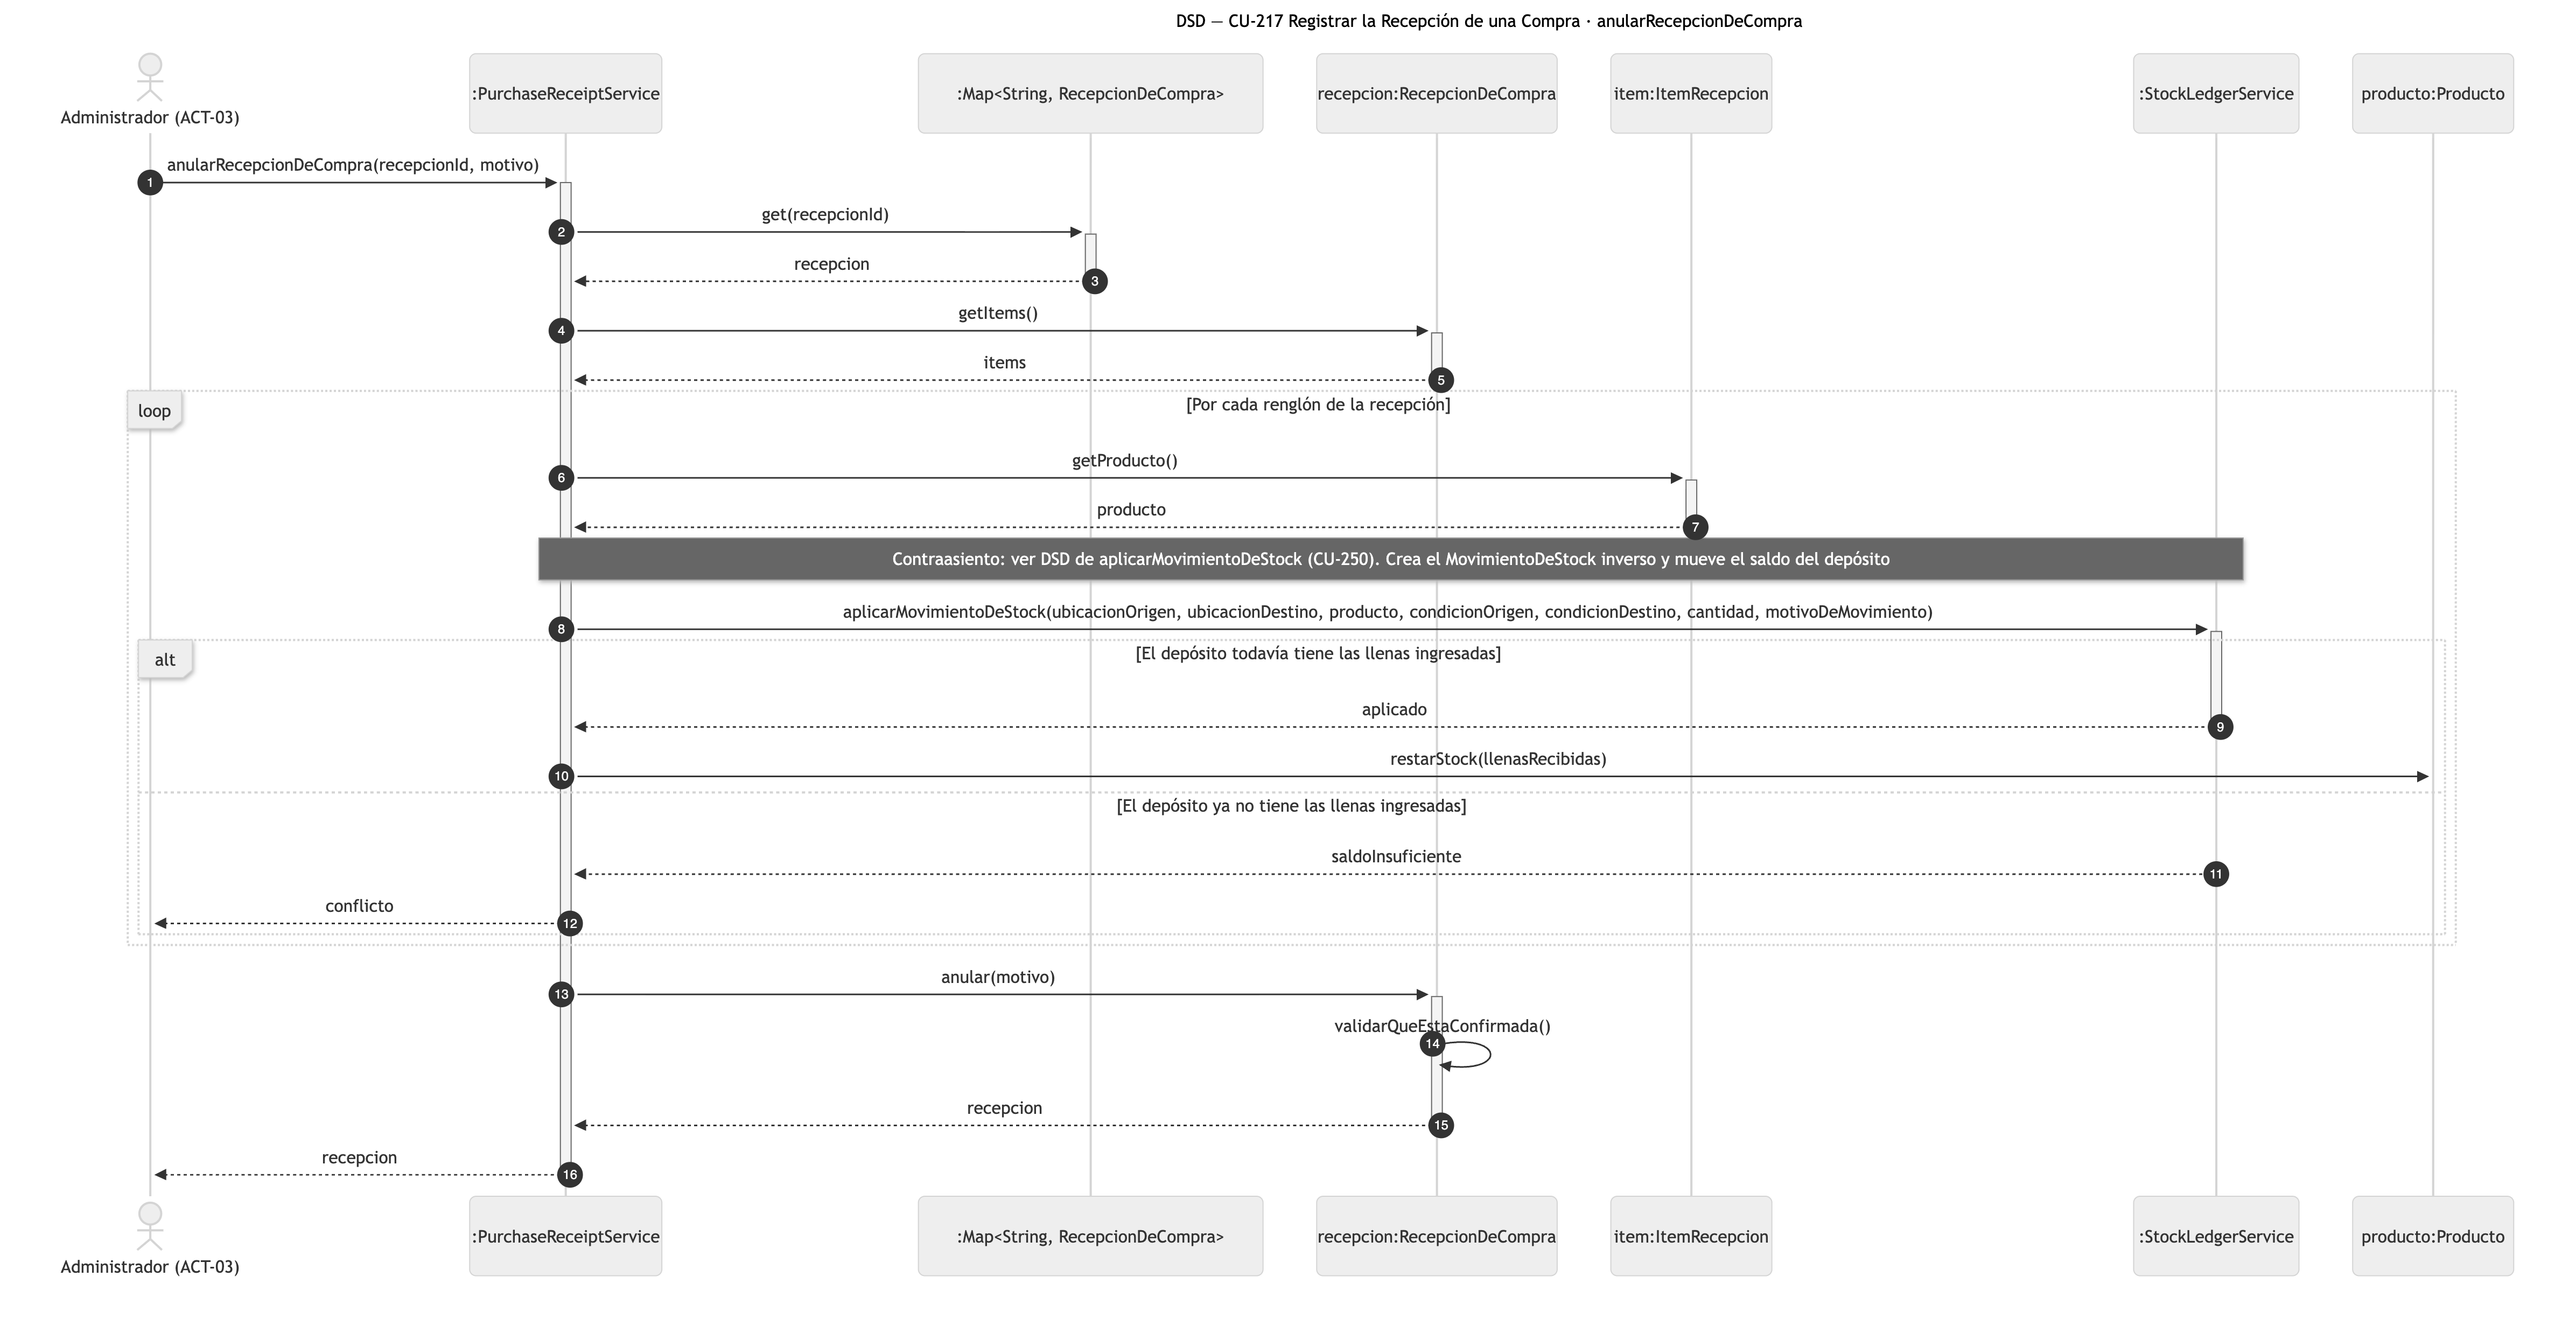 DSD — CU-217 Registrar la Recepción de una Compra · anularRecepcionDeCompra
Administrador (ACT-03)
:PurchaseReceiptService
:Map<String, RecepcionDeCompra>
recepcion:RecepcionDeCompra
item:ItemRecepcion
:StockLedgerService
producto:Producto
anularRecepcionDeCompra(recepcionId, motivo)
1
get(recepcionId)
2
recepcion
3
getItems()
4
items
5
loop
[Por cada renglón de la recepción]
getProducto()
6
producto
7
Contraasiento: ver DSD de aplicarMovimientoDeStock (CU-250). Crea el MovimientoDeStock inverso y mueve el saldo del depósito
aplicarMovimientoDeStock(ubicacionOrigen, ubicacionDestino, producto, condicionOrigen, condicionDestino, cantidad, motivoDeMovimiento)
8
alt
[El depósito todavía tiene las llenas ingresadas]
aplicado
9
restarStock(llenasRecibidas)
10
[El depósito ya no tiene las llenas ingresadas]
saldoInsuficiente
11
conflicto
12
anular(motivo)
13
validarQueEstaConfirmada()
14
recepcion
15
recepcion
16
Administrador (ACT-03)
:PurchaseReceiptService
:Map<String, RecepcionDeCompra>
recepcion:RecepcionDeCompra
item:ItemRecepcion
:StockLedgerService
producto:Producto